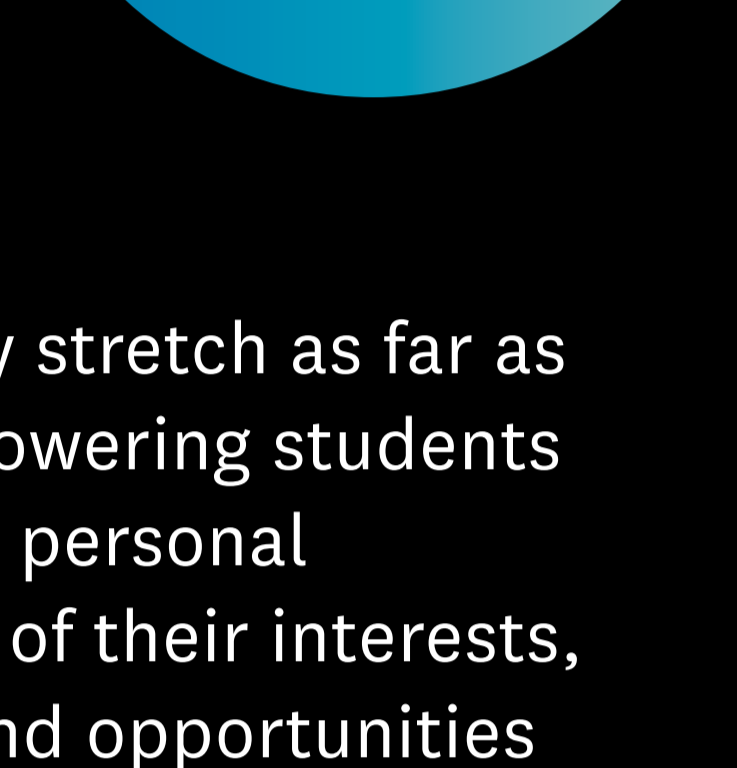 y stretch as far as
owering students
personal
of their interests,
nd opportunities